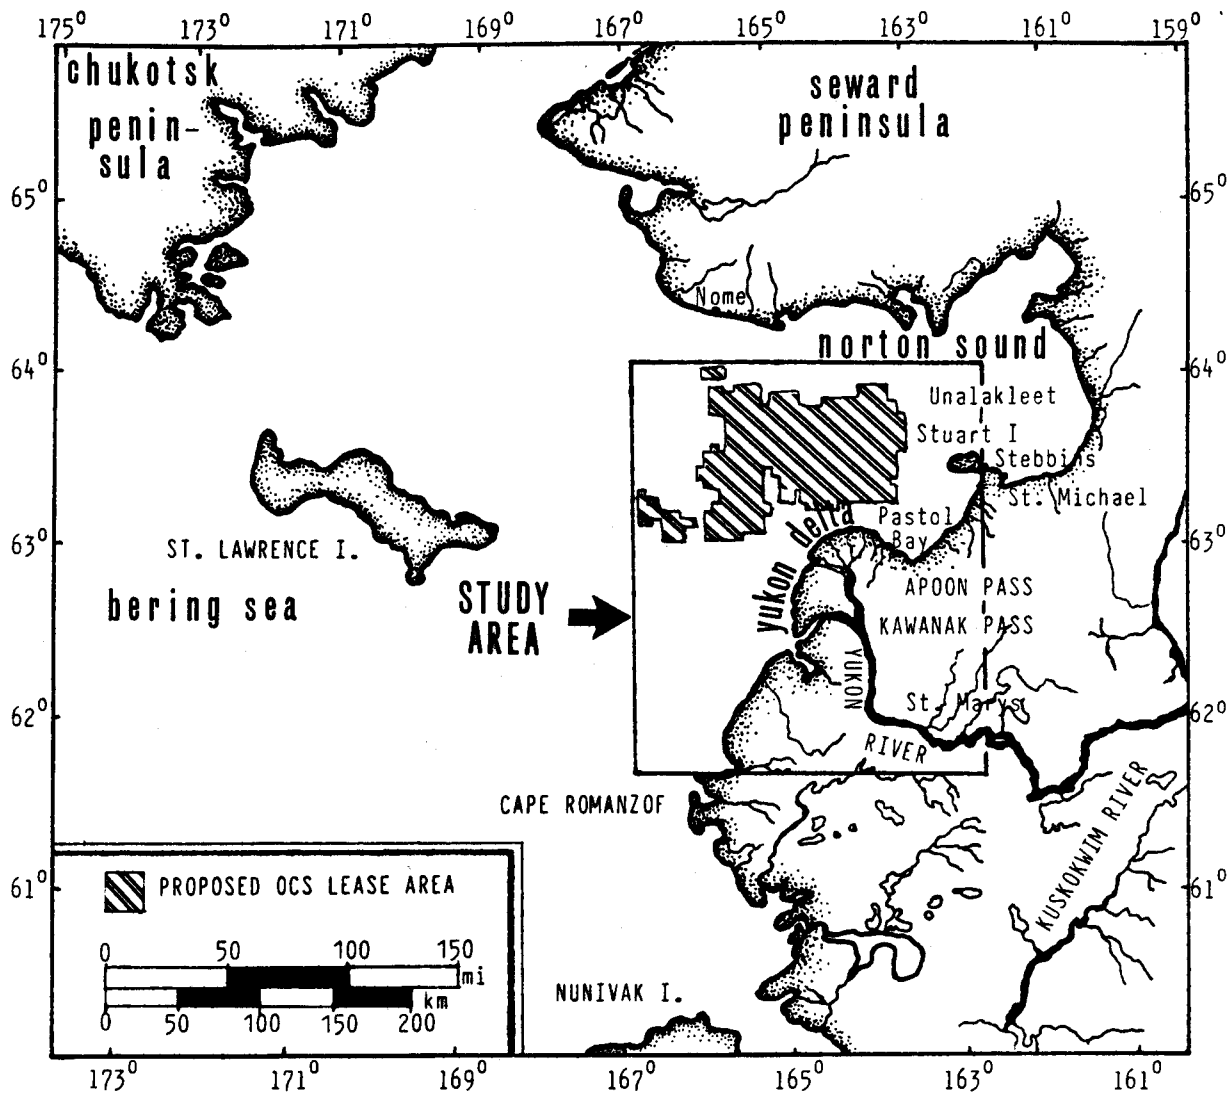 175° 173° 171° 169° 167° 165° 163° 161° 159°
chukotsk
penin-
sula
seward
peninsula
65° 65°
Nome
norton sound
64° 64°
Unalakleet
Stuart I
Stebbins
St. Michael
yukon delta
Pastol
Bay
63° 63°
ST. LAWRENCE I.
bering sea
STUDY
AREA
APOON PASS
KAWANAK PASS
YUKON
RIVER
St. Marys
62° 62°
CAPE ROMANZOF
KUSKOKWIM RIVER
61° 61°
PROPOSED OCS LEASE AREA
0 50 100 150
mi
km
0 50 100 150 200
NUNIVAK I.
173° 171° 169° 167° 165° 163° 161°